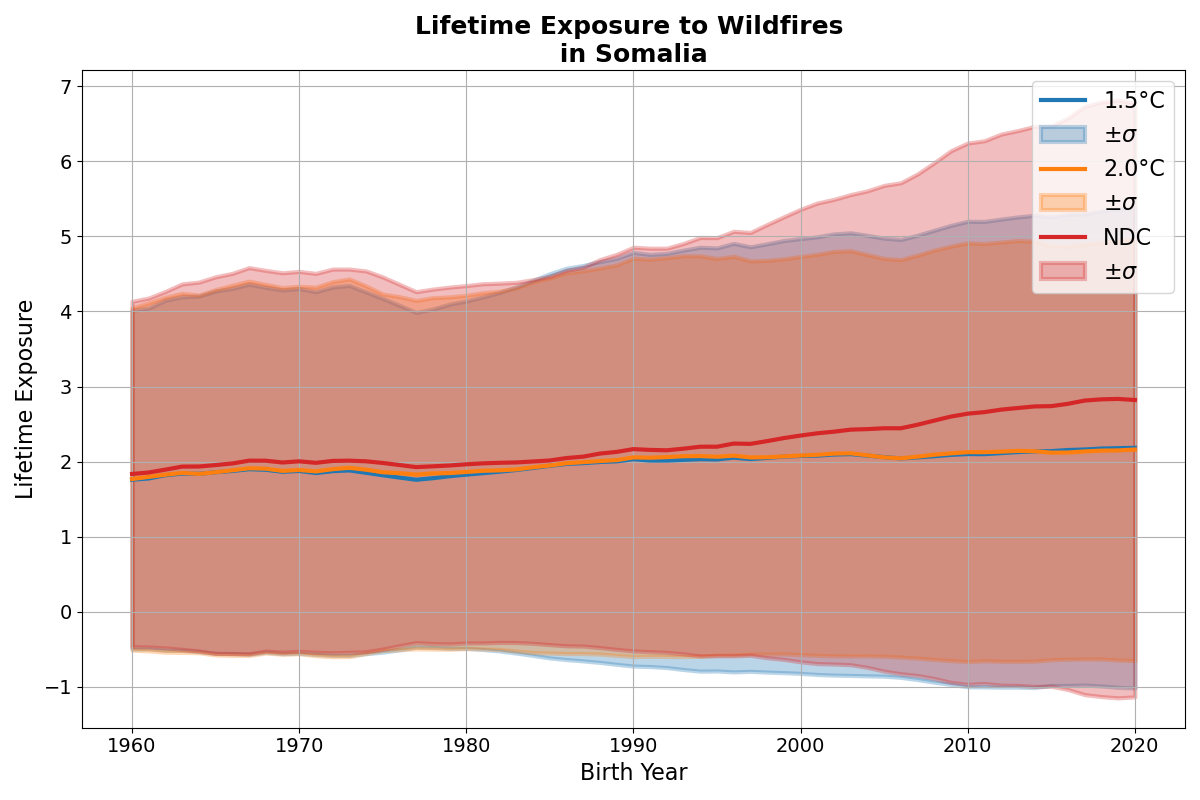 Lifetime Exposure to Wildfires
in Somalia
7
6
5
4
3
2
1
0
−1
Lifetime Exposure
1960
1970
1980
1990
2000
2010
2020
Birth Year
1.5°C
±σ
2.0°C
±σ
NDC
±σ